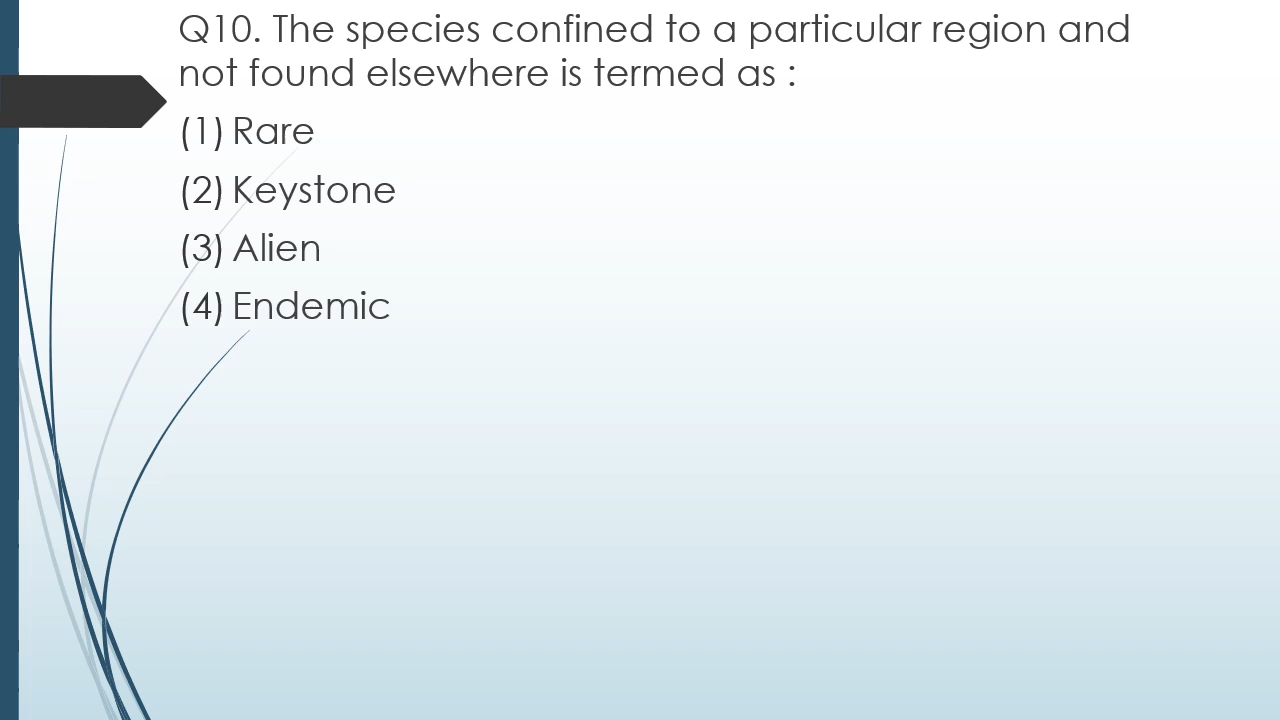 Q10. The species confined to a particular region and
not found elsewhere is termed as :
(1) Rare
(2) Keystone
(3) Alien
(4) Endemic